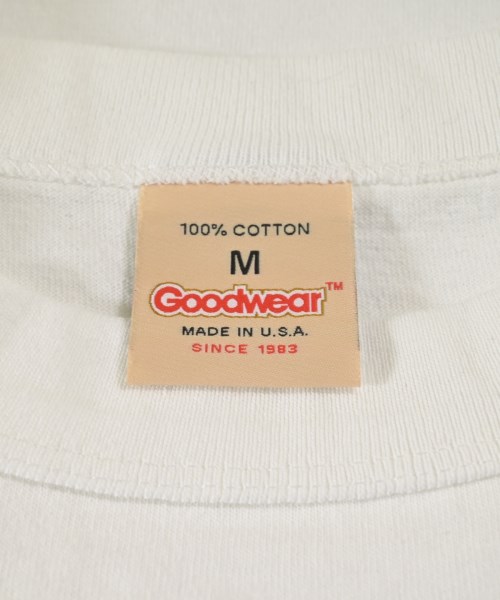 100% COTTON
M
Goodwear™
MADE IN U.S.A.
SINCE 1983